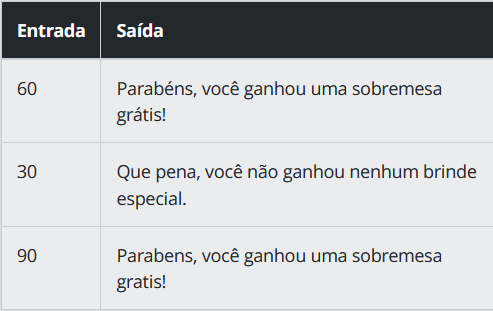 Entrada Saída
60 Parabéns, você ganhou uma sobremesa
grátis!
30 Que pena, você não ganhou nenhum brinde
especial.
90 Parabens, você ganhou uma sobremesa
gratis!